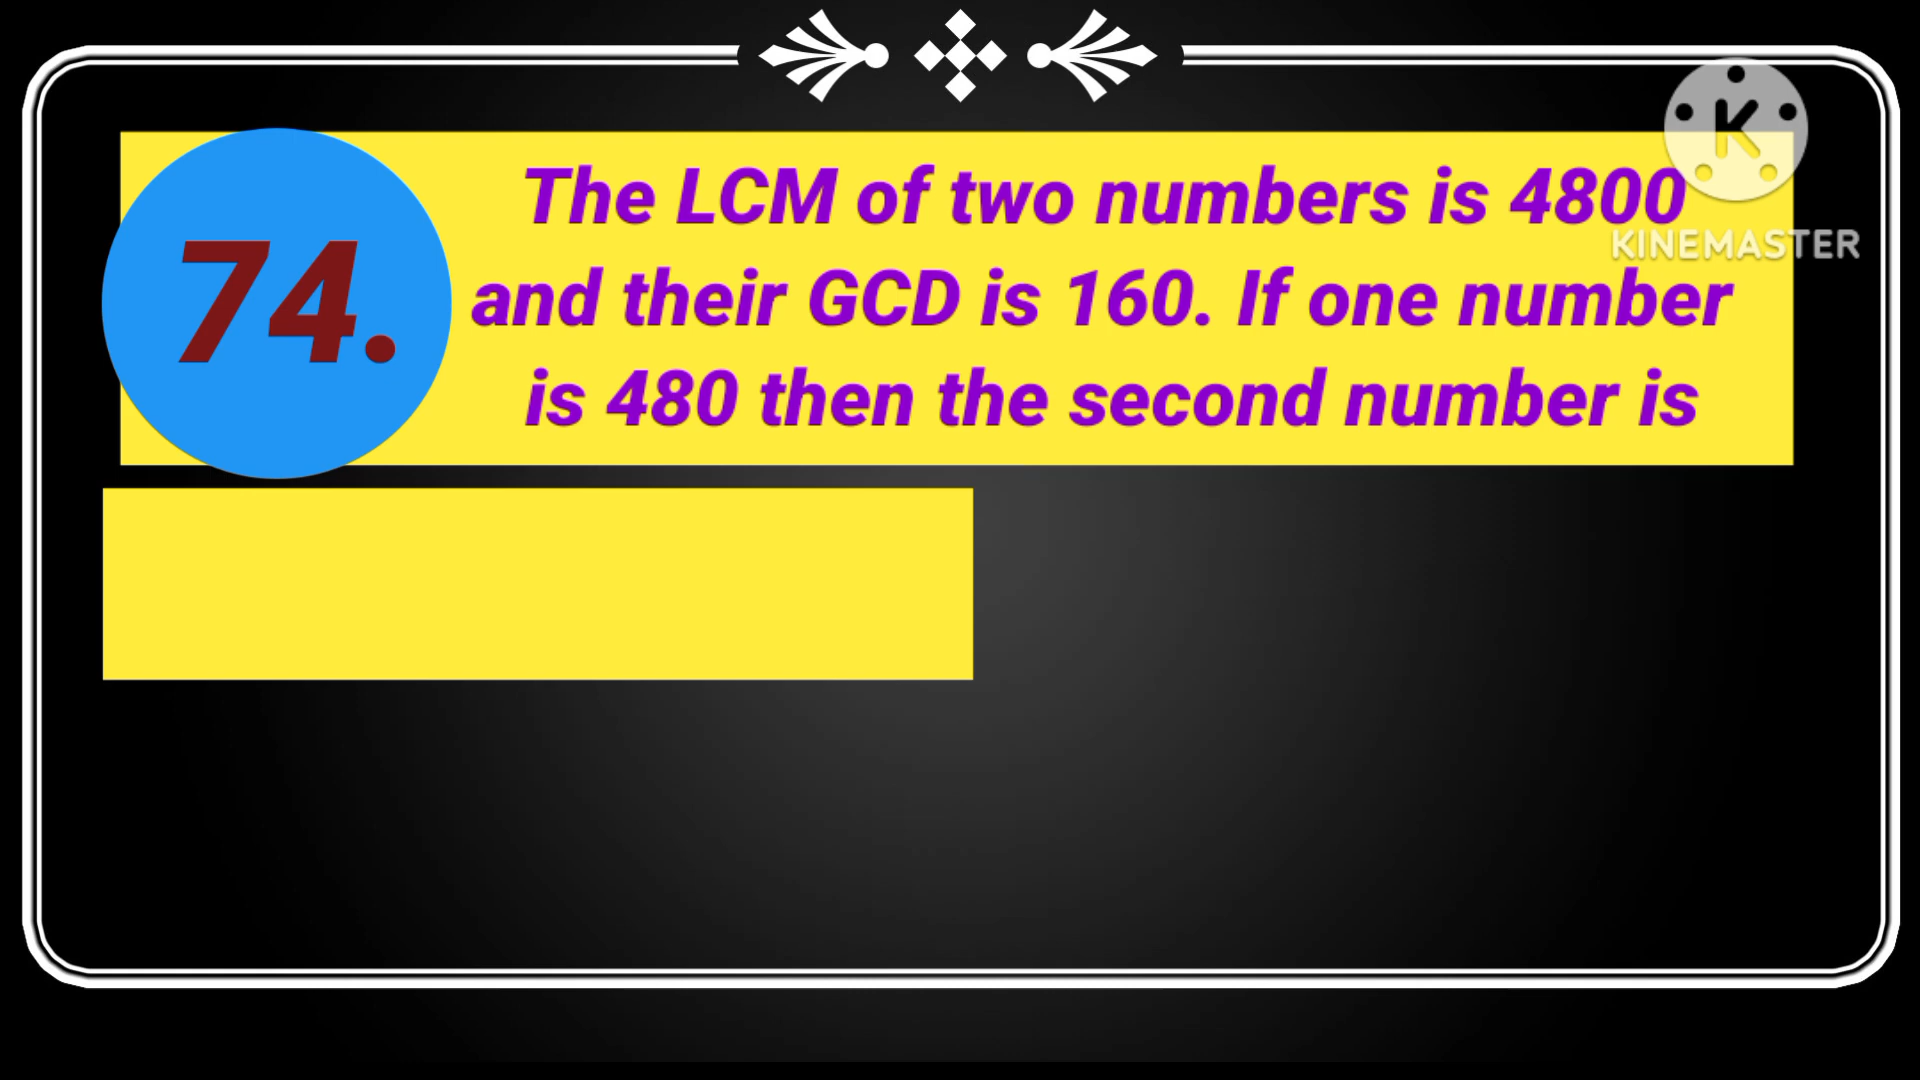 74.
The LCM of two numbers is 4800
and their GCD is 160. If one number
is 480 then the second number is
K
KINEMASTER